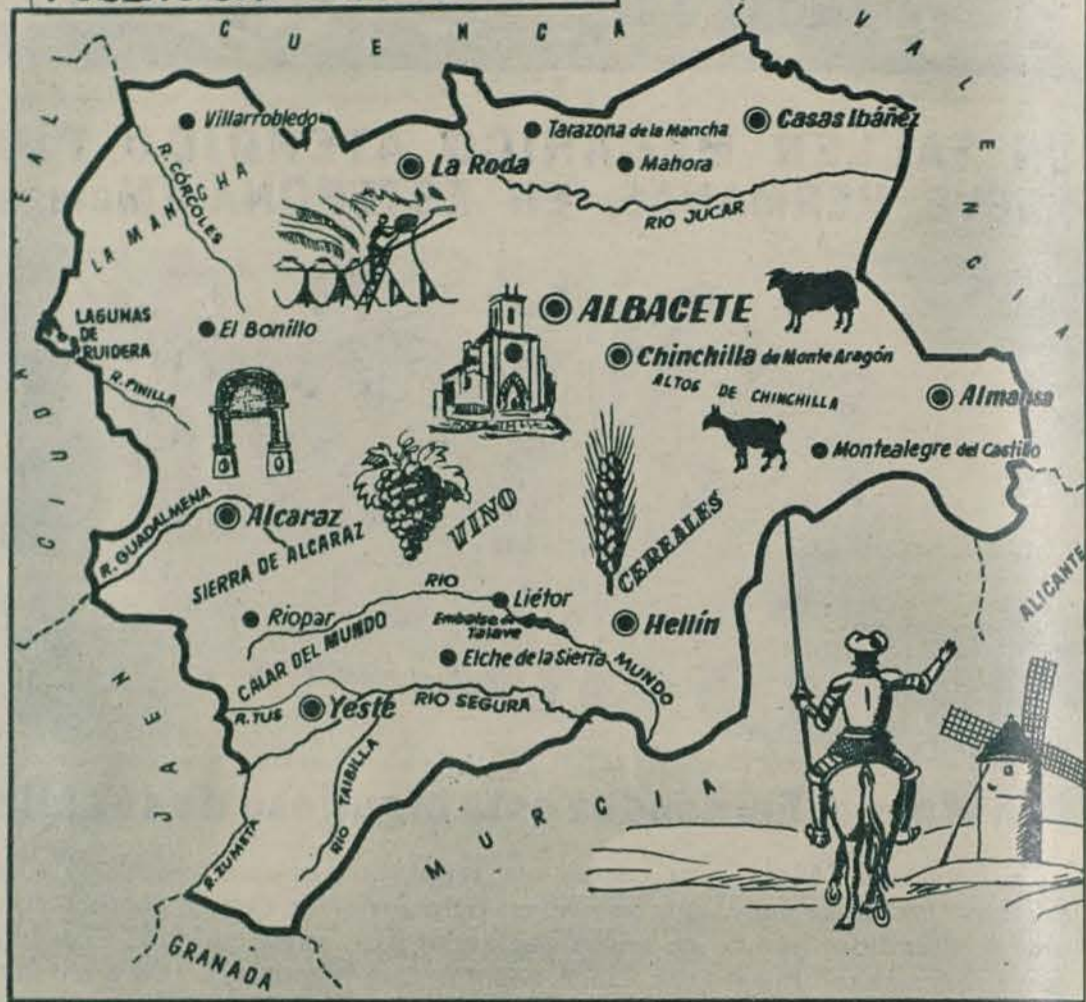 CUENCA
VALENCIA
CIUDAD REAL
Villarrobledo
Tarazona de la Mancha
Casas Ibáñez
La Roda
Mahora
R. CÓRCOLES
LA MANCHA
RIO JUCAR
ALBACETE
LAGUNAS
DE
RUIDERA
El Bonillo
Chinchilla de Monte Aragón
R. PINILLA
ALTOS DE CHINCHILLA
Almansa
Montealegre del Castillo
R. GUADALMENA
Alcaraz
VINO
CEREALES
SIERRA DE ALCARAZ
ALICANTE
RIO MUNDO
Liétor
Riopar
Embalse de
Talave
Hellín
CALAR DEL MUNDO
Elche de la Sierra
R. TUS
Yeste
RIO SEGURA
JAEN
RIO TAIBILLA
MURCIA
R. ZUMETA
GRANADA